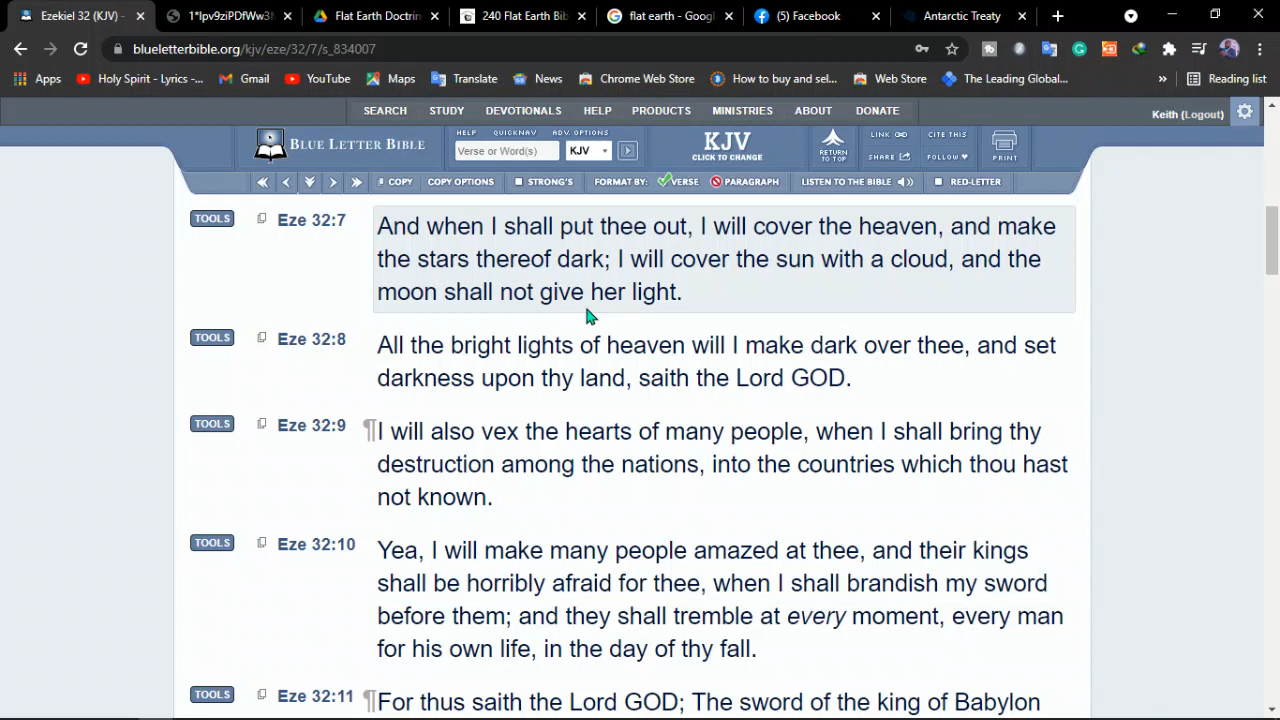 Ezekiel 32 (KJV) -
1*Ipv9ziPDfWw3
Flat Earth Doctrin
240 Flat Earth Bib
flat earth - Goog
(5) Facebook
Antarctic Treaty
blueletterbible.org/kjv/eze/32/7/s_834007
Apps
Holy Spirit - Lyrics -...
Gmail
YouTube
Maps
Translate
News
Chrome Web Store
How to buy and sel...
Web Store
The Leading Global...
»
Reading list
SEARCH STUDY DEVOTIONALS HELP PRODUCTS MINISTRIES ABOUT DONATE
Keith (Logout)
BLUE LETTER BIBLE
HELP QUICKNAV ADV. OPTIONS
Verse or Word(s) KJV
KJV
CLICK TO CHANGE
RETURN
TO TOP
LINK
CITE THIS
SHARE
FOLLOW
PRINT
COPY COPY OPTIONS STRONG'S FORMAT BY: VERSE PARAGRAPH LISTEN TO THE BIBLE RED-LETTER
TOOLS Eze 32:7 And when I shall put thee out, I will cover the heaven, and make
the stars thereof dark; I will cover the sun with a cloud, and the
moon shall not give her light.
TOOLS Eze 32:8 All the bright lights of heaven will I make dark over thee, and set
darkness upon thy land, saith the Lord GOD.
TOOLS Eze 32:9 ¶I will also vex the hearts of many people, when I shall bring thy
destruction among the nations, into the countries which thou hast
not known.
TOOLS Eze 32:10 Yea, I will make many people amazed at thee, and their kings
shall be horribly afraid for thee, when I shall brandish my sword
before them; and they shall tremble at every moment, every man
for his own life, in the day of thy fall.
TOOLS Eze 32:11 ¶For thus saith the Lord GOD; The sword of the king of Babylon